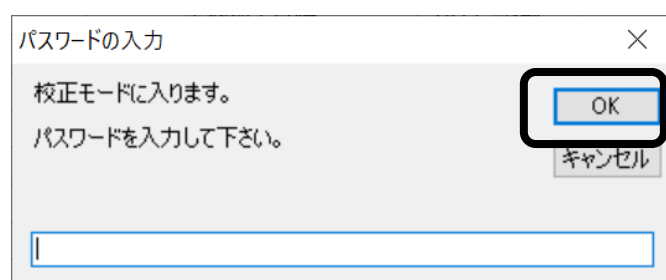 パスワードの入力
校正モードに入ります。
パスワードを入力して下さい。
OK
キャンセル